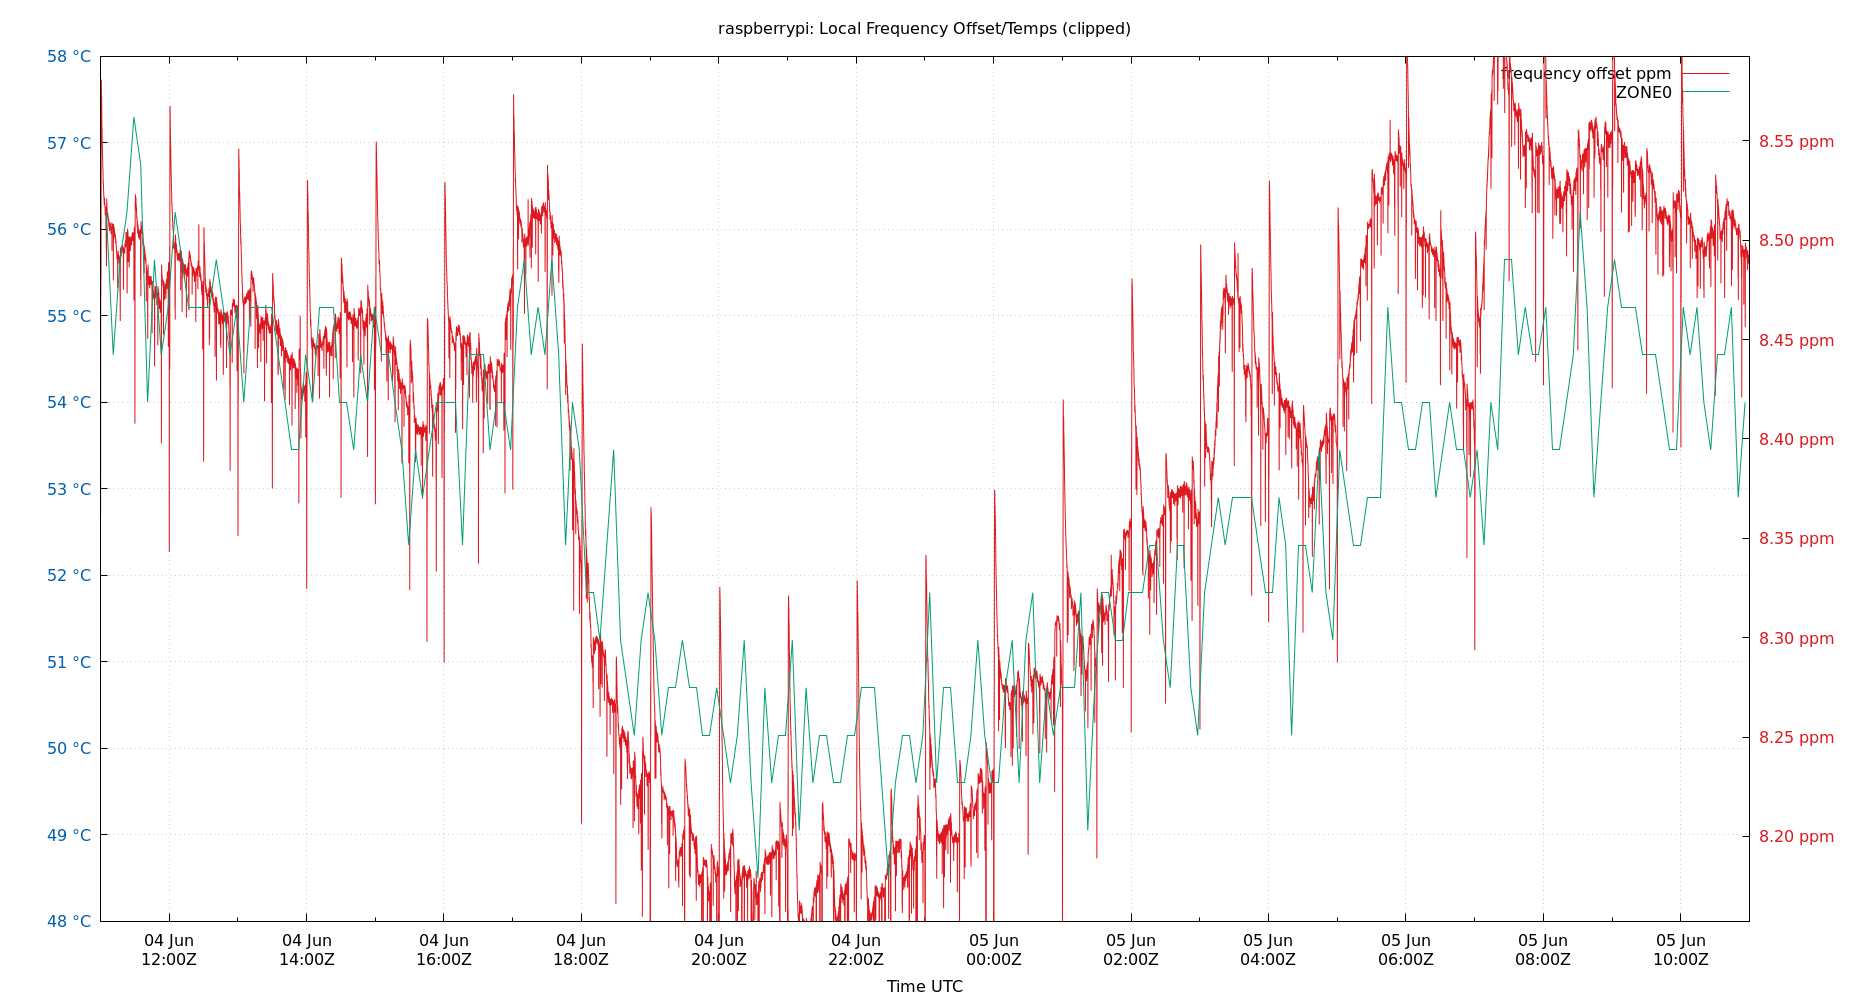 raspberrypi: Local Frequency Offset/Temps (clipped)
58 °C
57 °C
56 °C
55 °C
54 °C
53 °C
52 °C
51 °C
50 °C
49 °C
48 °C
frequency offset ppm
ZONE0
8.55 ppm
8.50 ppm
8.45 ppm
8.40 ppm
8.35 ppm
8.30 ppm
8.25 ppm
8.20 ppm
04 Jun 04 Jun 04 Jun 04 Jun 04 Jun 04 Jun 05 Jun 05 Jun 05 Jun 05 Jun 05 Jun 05 Jun
12:00Z 14:00Z 16:00Z 18:00Z 20:00Z 22:00Z 00:00Z 02:00Z 04:00Z 06:00Z 08:00Z 10:00Z
Time UTC